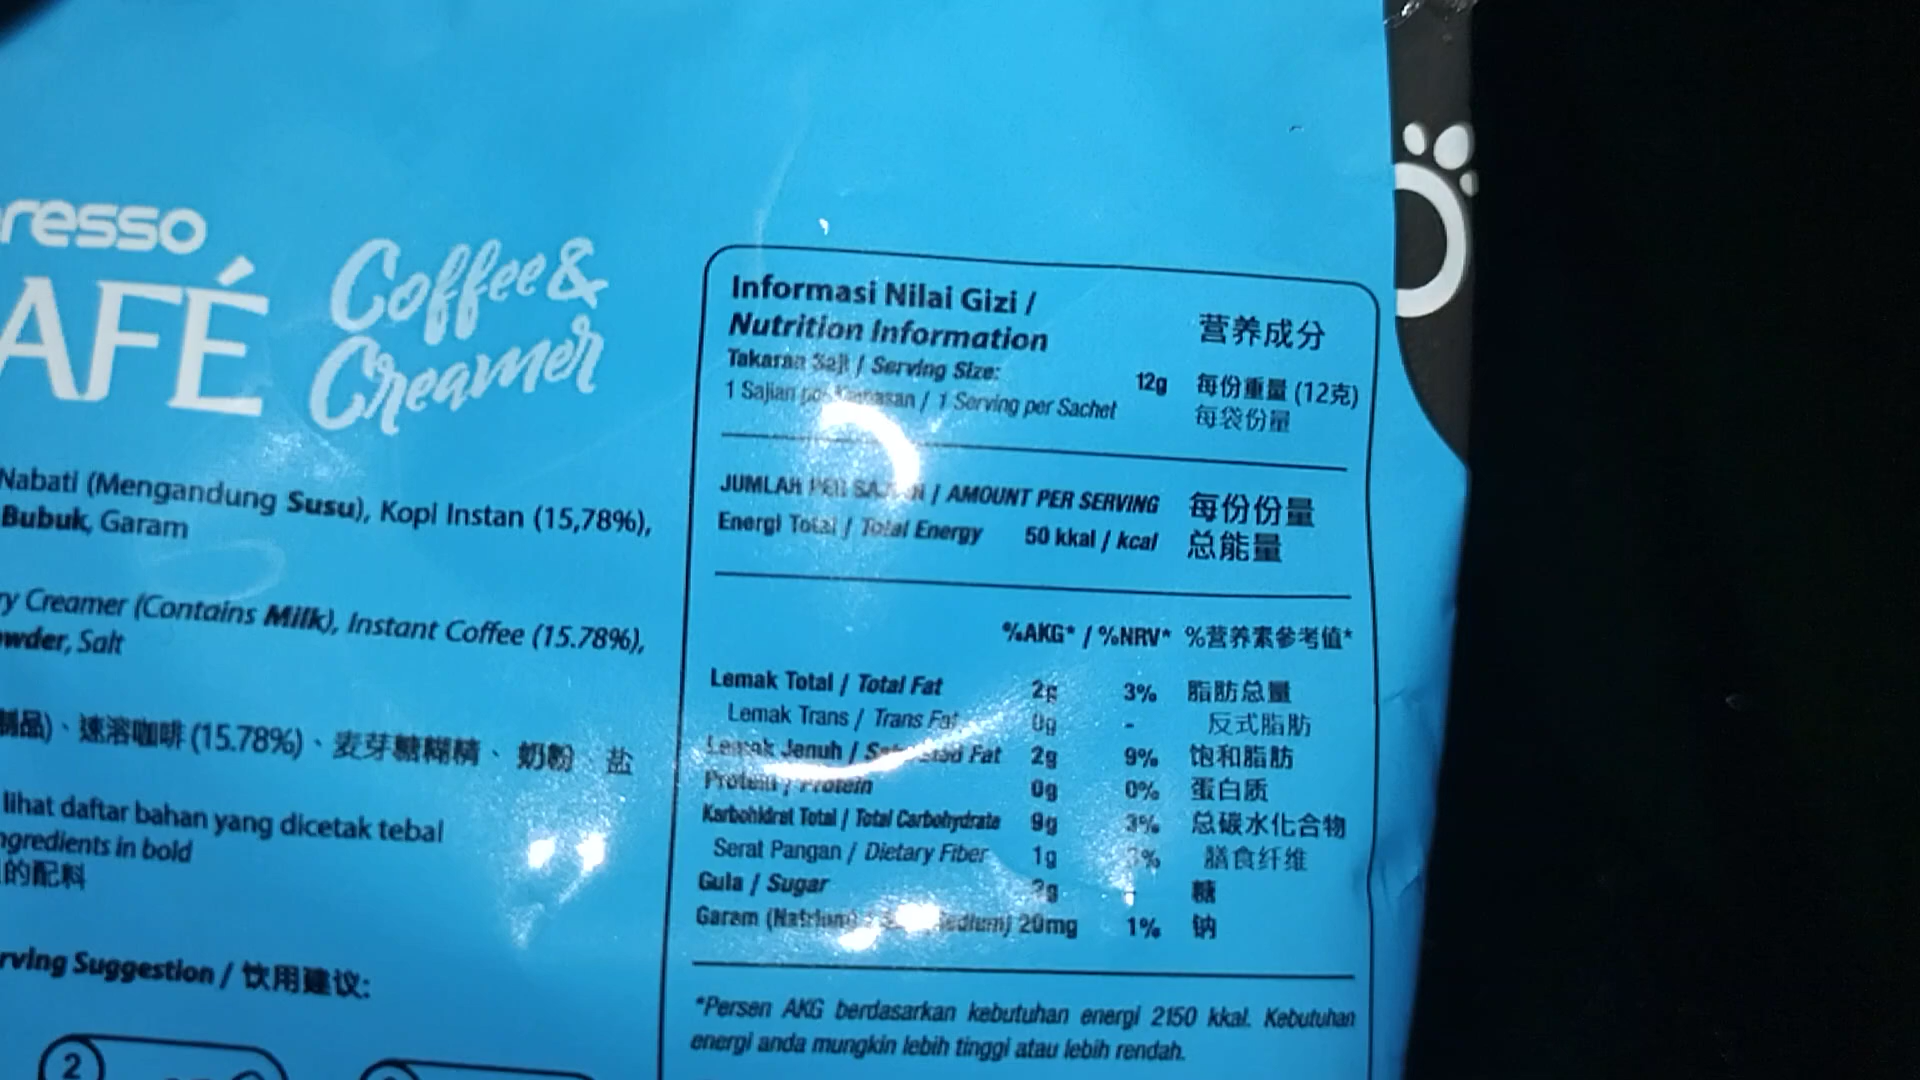 resso
AFÉ Coffee &
Creamer
Nabati (Mengandung Susu), Kopi Instan (15,78%),
Bubuk, Garam
Creamer (Contains Milk), Instant Coffee (15.78%),
Salt
速溶咖啡 (15.78%)、麦芽糖糊精、 奶粉 盐
lihat daftar bahan yang dicetak tebal
ngredients in bold
的配料
rving Suggestion / 饮用建议:
2
Informasi Nilai Gizi /
Nutrition Information 营养成分
Takaran Saji / Serving Size: 12g 每份重量 (12克)
1 Sajian / 1 Serving per Sachet 每袋份量
JUMLAH PER SAJIAN / AMOUNT PER SERVING 每份份量
Energi Total / Total Energy 50 kkal / kcal 总能量
%AKG* / %NRV* %营养素參考值*
Lemak Total / Total Fat 2g 3% 脂肪总量
Lemak Trans / Trans Fat 0g - 反式脂肪
Lemak Jenuh / Fat 2g 9% 饱和脂肪
Protein / Protein 0g 0% 蛋白质
Karbohidrat Total / Total Carbohydrate 9g 3% 总碳水化合物
Serat Pangan / Dietary Fiber 1g 膳食纤维
Gula / Sugar 糖
Garam (Natrium) 20mg 1% 钠
*Persen AKG berdasarkan kebutuhan energi 2150 kkal. Kebutuhan
energi anda mungkin lebih tinggi atau lebih rendah.